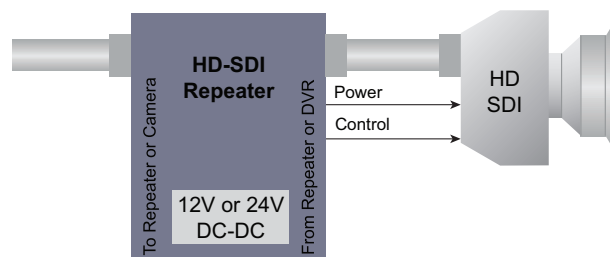 HD-SDI
Repeater
To Repeater or Camera
From Repeater or DVR
12V or 24V
DC-DC
Power
Control
HD
SDI